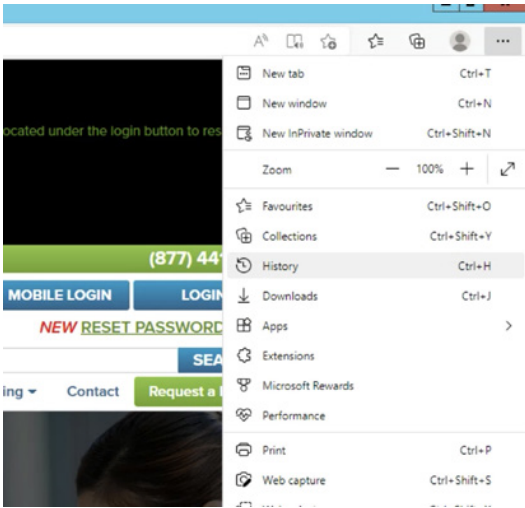 New tab Ctrl+T
New window Ctrl+N
ocated under the login button to res
New InPrivate window Ctrl+Shift+N
Zoom 100%
Favourites Ctrl+Shift+O
Collections Ctrl+Shift+Y
(877) 44
History Ctrl+H
MOBILE LOGIN LOGIN
Downloads Ctrl+J
NEW RESET PASSWORD
Apps
SEA
Extensions
ing Contact Request a
Microsoft Rewards
Performance
Print Ctrl+P
Web capture Ctrl+Shift+S